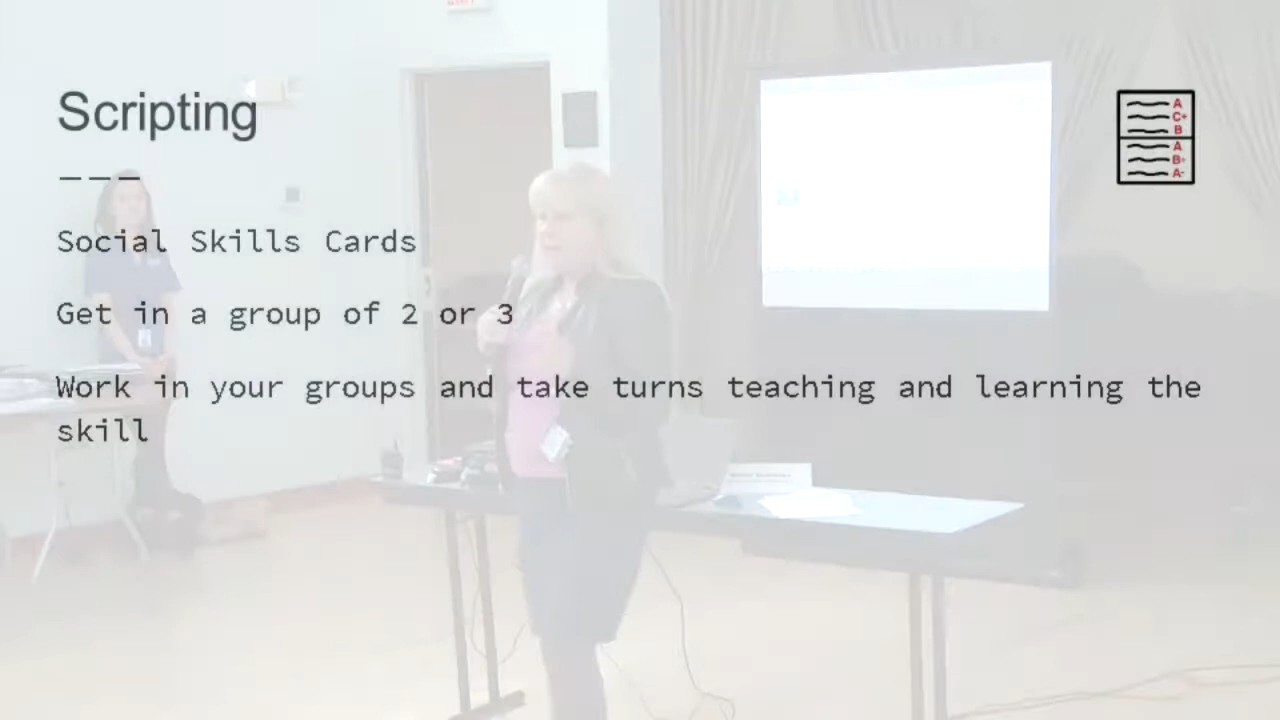 Scripting
Social Skills Cards
Get in a group of 2 or 3
Work in your groups and take turns teaching and learning the
skill
A
C+
B
A
B+
A-